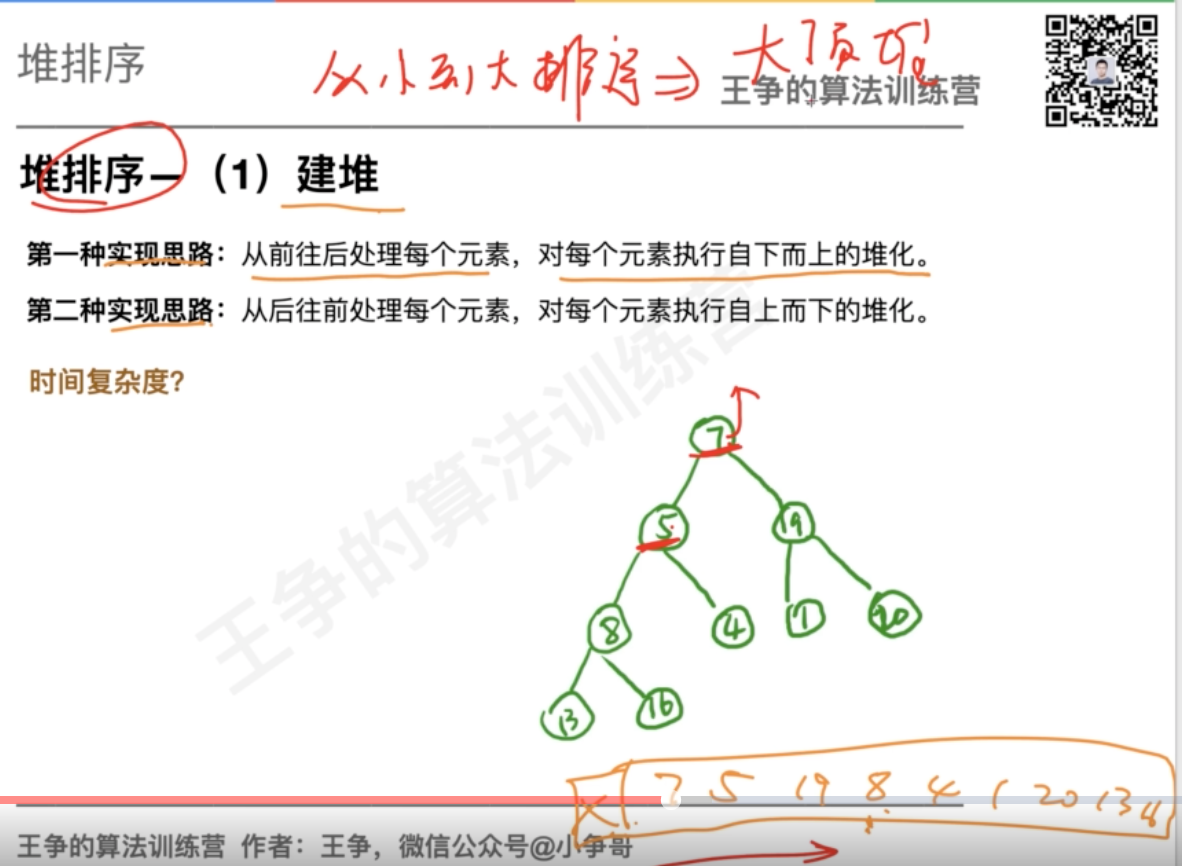 堆排序
从小到大排序⇒大顶堆
王争的算法训练营
堆排序—（1）建堆
第一种实现思路：从前往后处理每个元素，对每个元素执行自下而上的堆化。
第二种实现思路：从后往前处理每个元素，对每个元素执行自上而下的堆化。
时间复杂度?
王争的算法训练营
7
5 19
8 4 1 20
13 16
7 5 19 8 4 1 20 13 16
王争的算法训练营 作者：王争，微信公众号@小争哥